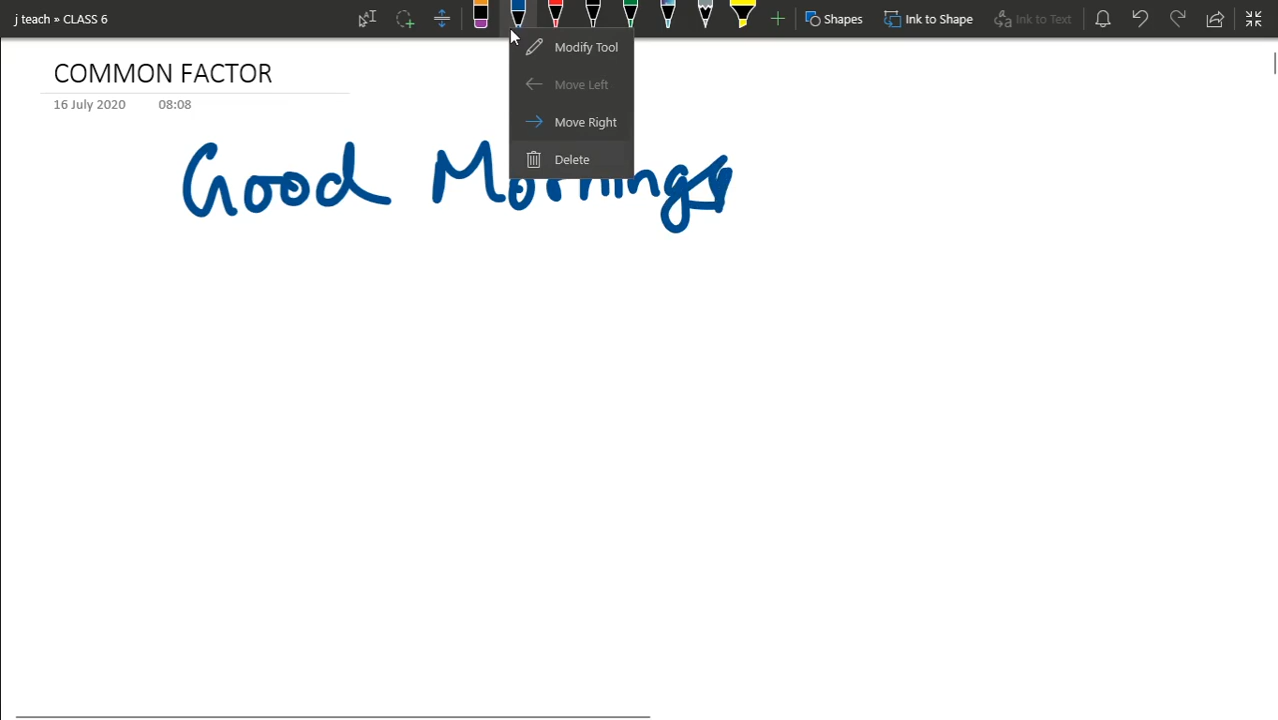 j teach » CLASS 6
Shapes
Ink to Shape
Ink to Text
Modify Tool
Move Left
Move Right
Delete
COMMON FACTOR
16 July 2020 08:08
Good Morning